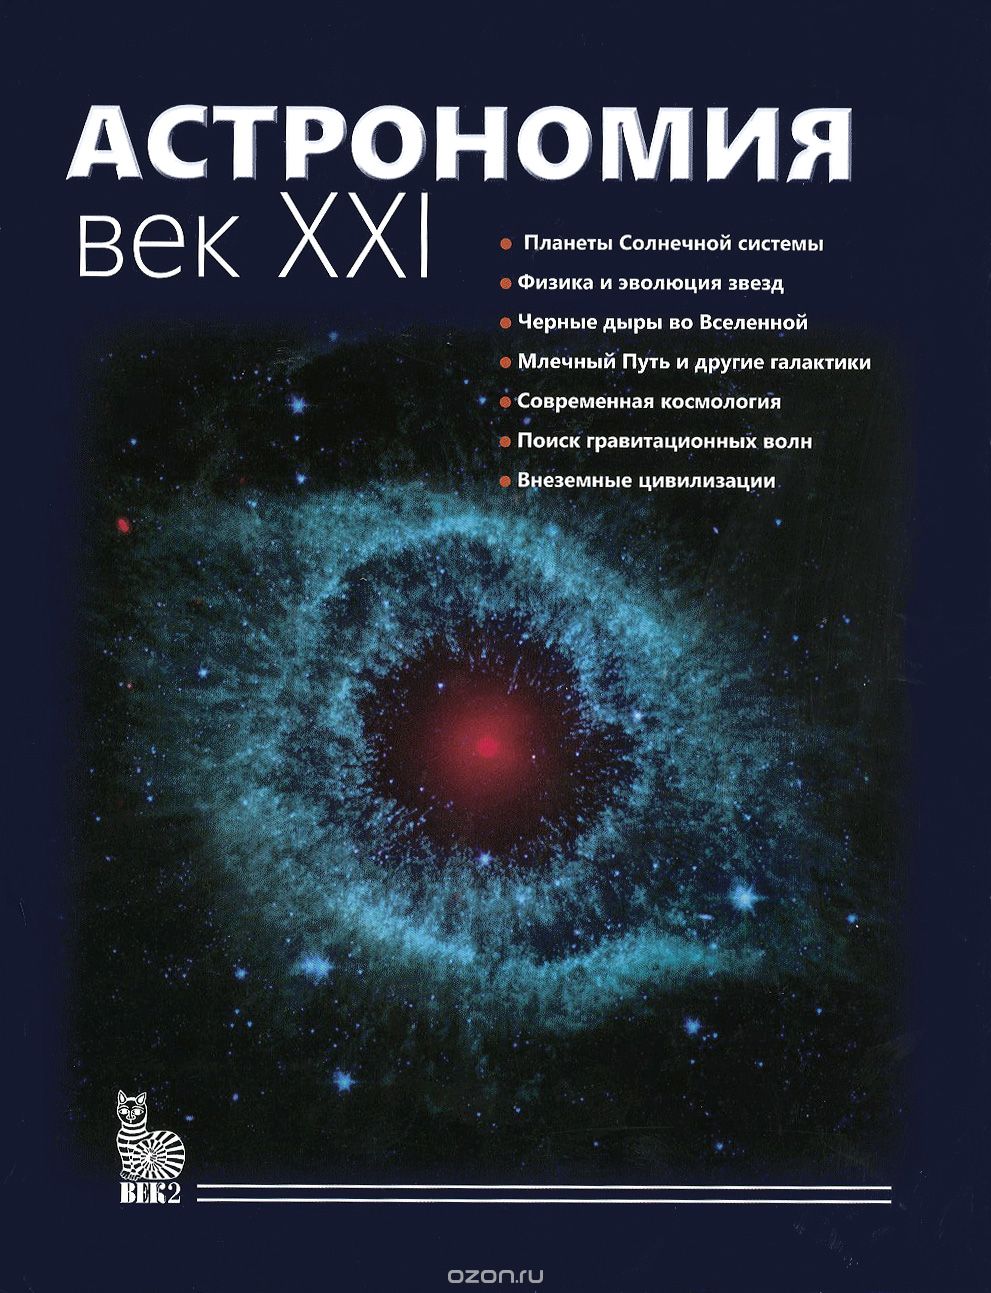 АСТРОНОМИЯ
век XXI
Планеты Солнечной системы
Физика и эволюция звезд
Черные дыры во Вселенной
Млечный Путь и другие галактики
Современная космология
Поиск гравитационных волн
Внеземные цивилизации
ВЕК2
ozon.ru